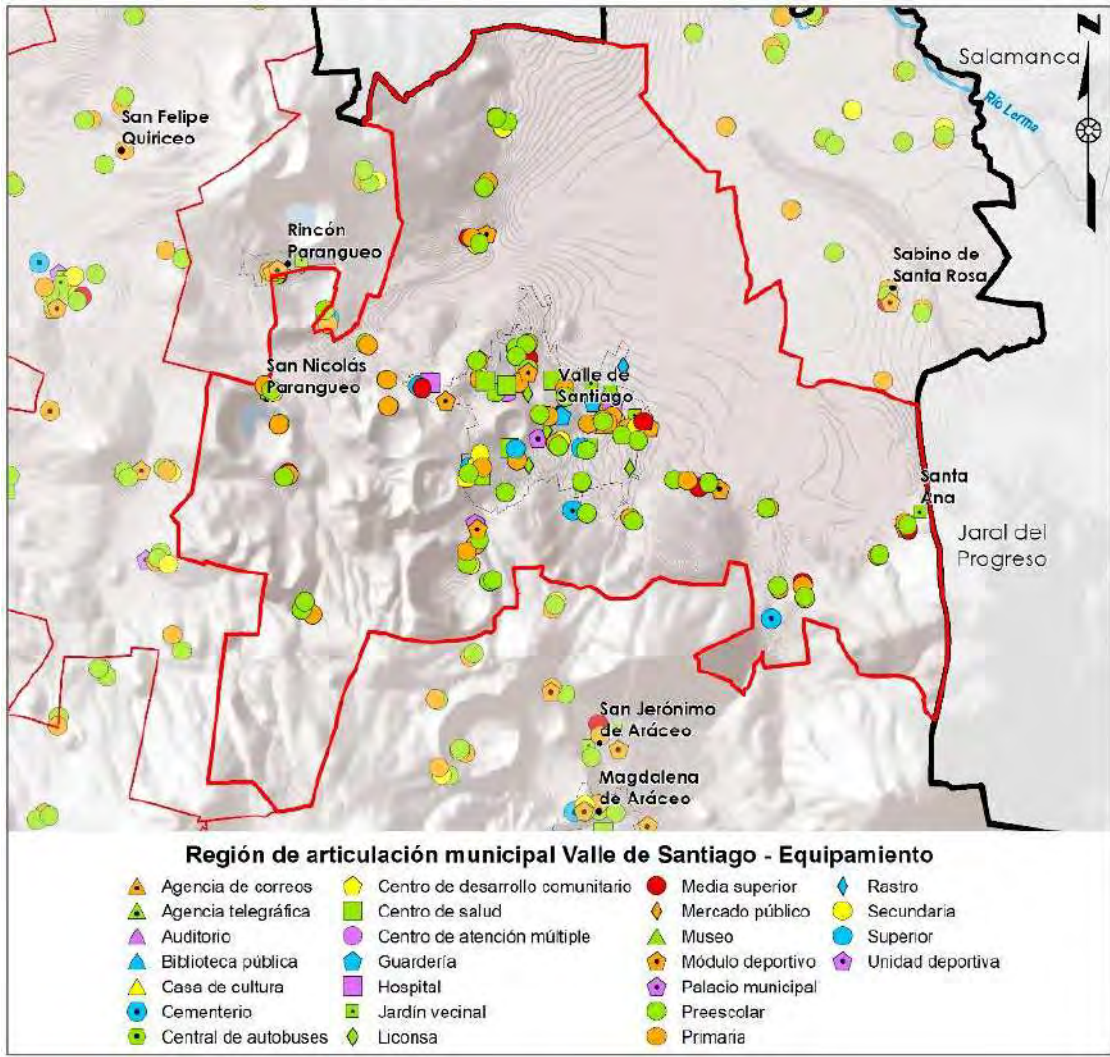 Z
Salamanca
Río Lerma
San Felipe
Quiriceo
Rincón
Parangueo
Sabino de
Santa Rosa
San Nicolás
Parangueo
Valle de
Santiago
Santa
Ana
Jaral del
Progreso
San Jerónimo
de Aráceo
Magdalena
de Aráceo
Región de articulación municipal Valle de Santiago - Equipamiento
Agencia de correos
Agencia telegráfica
Auditorio
Biblioteca pública
Casa de cultura
Cementerio
Central de autobuses
Centro de desarrollo comunitario
Centro de salud
Centro de atención múltiple
Guardería
Hospital
Jardín vecinal
Liconsa
Media superior
Mercado público
Museo
Módulo deportivo
Palacio municipal
Preescolar
Primaria
Rastro
Secundaria
Superior
Unidad deportiva